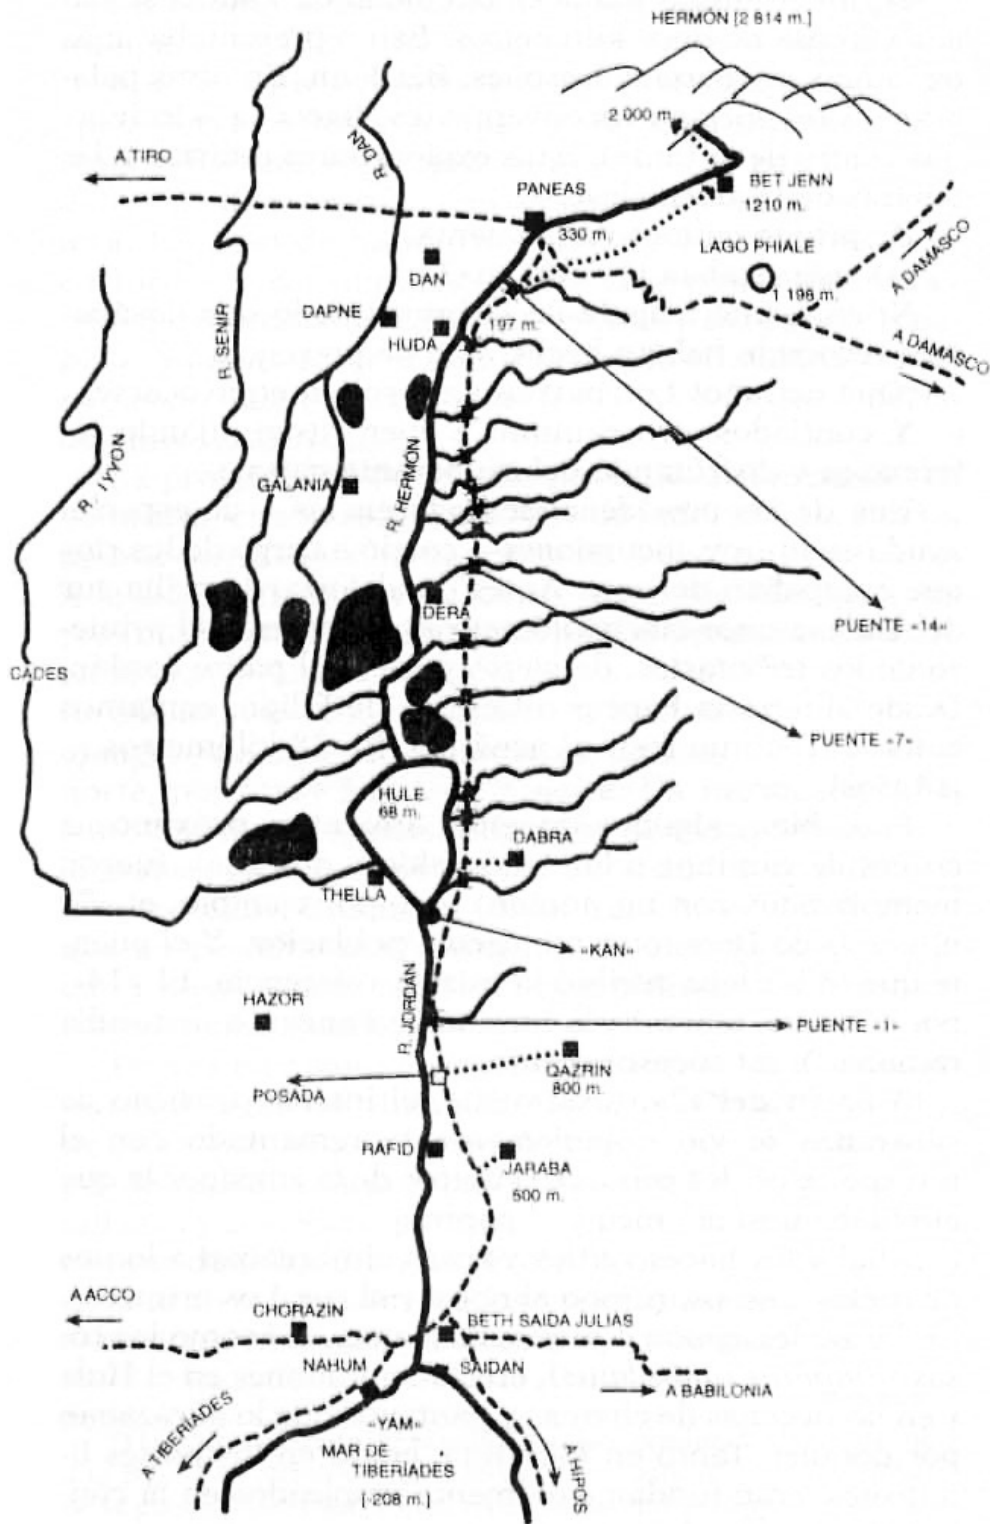 HERMÓN [2 814 m.]
2 000 m.
R. DAN
A TIRO
PANEAS
BET JENN
1210 m.
330 m.
LAGO PHIALE
1 198 m.
A DAMASCO
DAN
DAPNE
HULDA
197 m.
A DAMASCO
R. SENIR
R. IYYON
R. HERMÓN
GALANIA
DERA
PUENTE «14»
CADES
PUENTE «7»
HULE
68 m.
DABRA
THELLA
«KAN»
HAZOR
R. JORDAN
PUENTE «1»
QAZRIN
800 m.
POSADA
RAFID
JARABA
500 m.
A ACCO
CHORAZIN
BETH SAIDA JULIAS
NAHUM
SAIDAN
A BABILONIA
A TIBERIADES
«YAM»
MAR DE
TIBERIADES
[-208 m.]
A HIPPOS